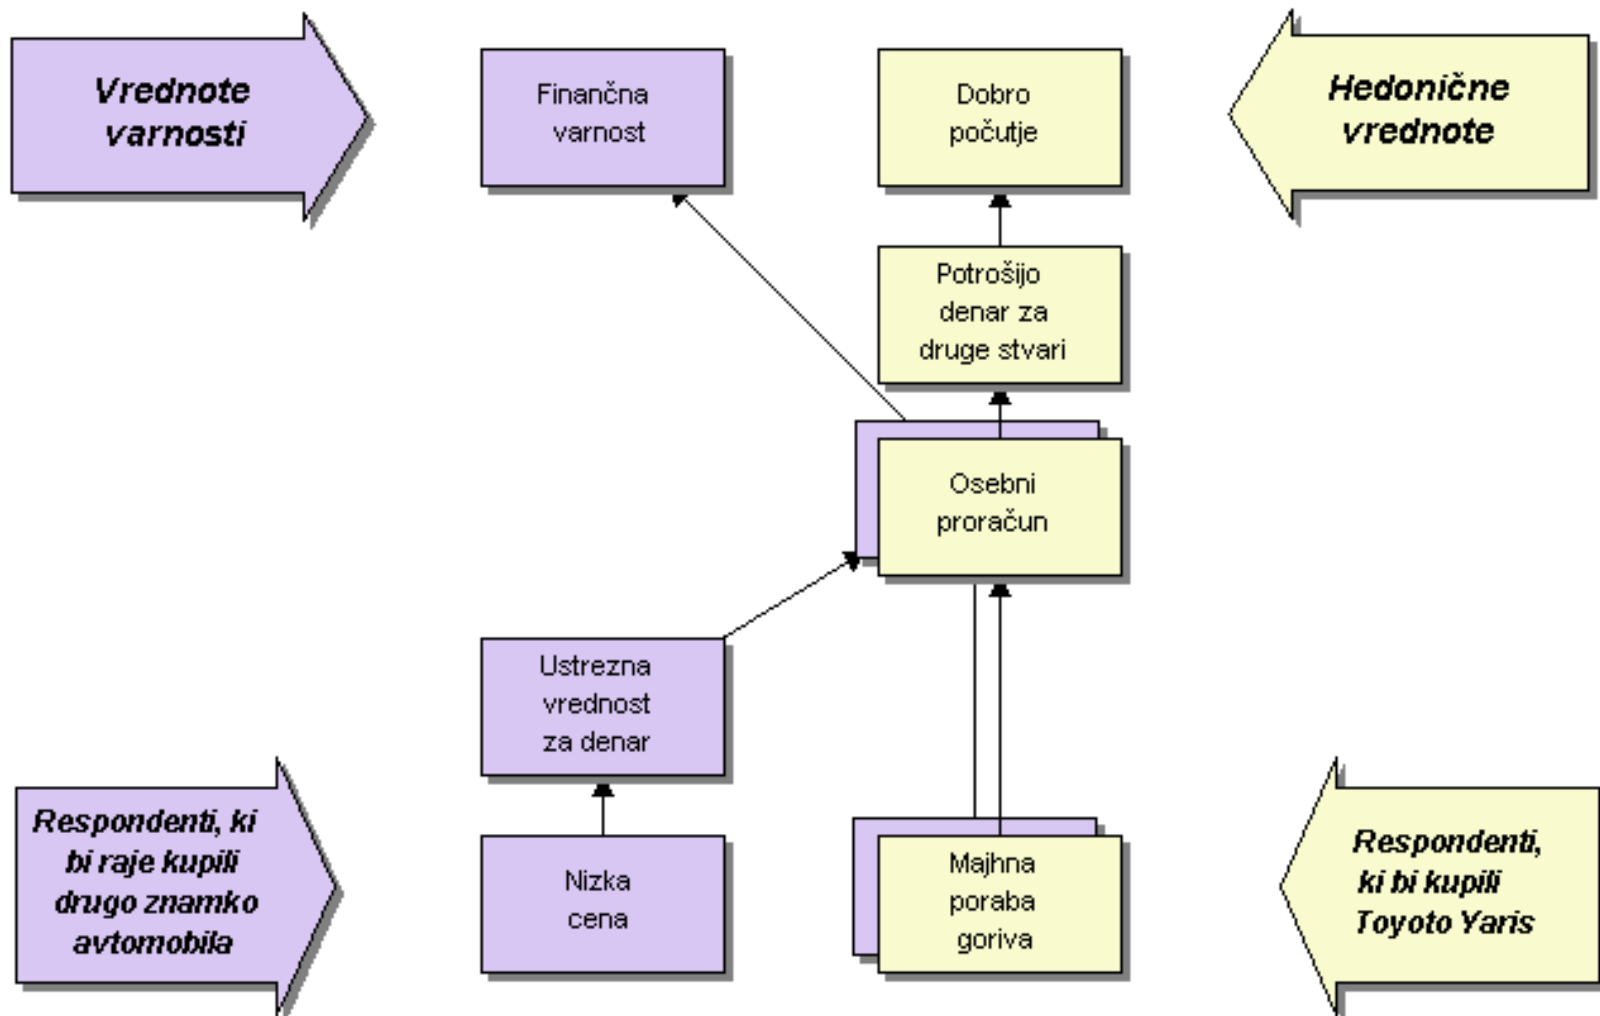 Vrednote
varnosti
Finančna
varnost
Dobro
počutje
Hedonične
vrednote
Potrošijo
denar za
druge stvari
Osebni
proračun
Ustrezna
vrednost
za denar
Respondenti, ki
bi raje kupili
drugo znamko
avtomobila
Nizka
cena
Majhna
poraba
goriva
Respondenti,
ki bi kupili
Toyoto Yaris